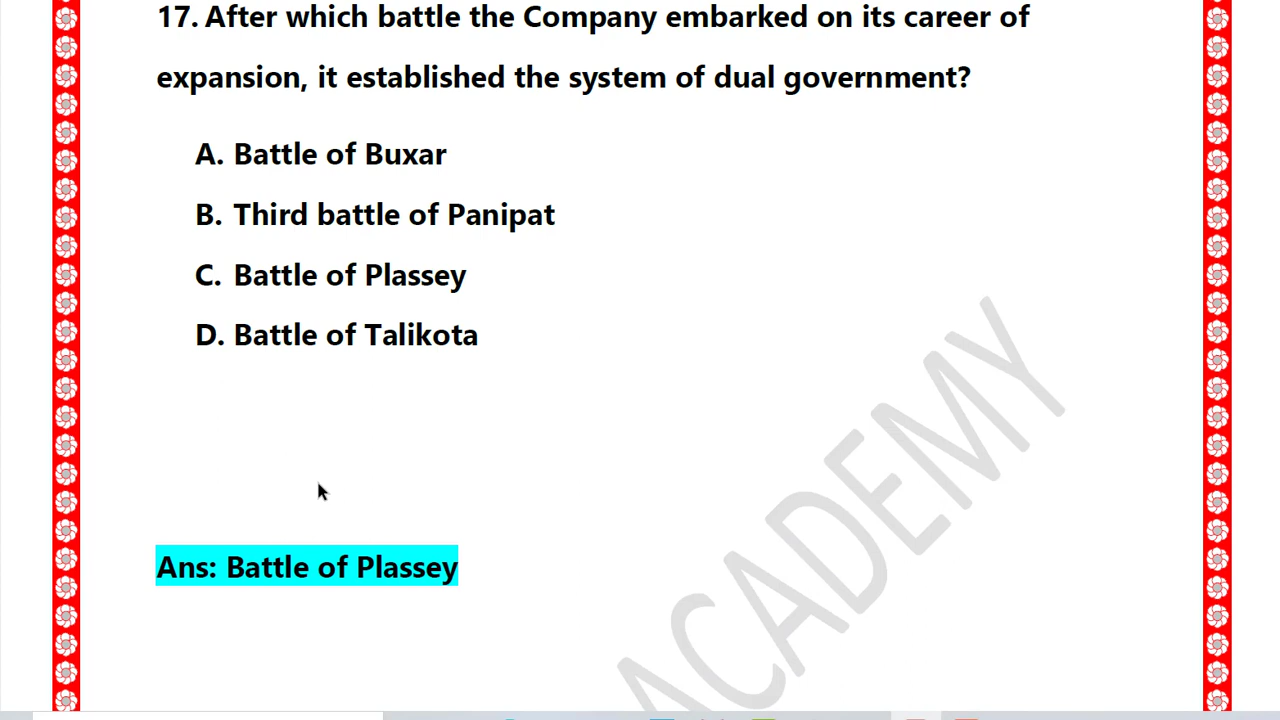 17. After which battle the Company embarked on its career of
expansion, it established the system of dual government?
A. Battle of Buxar
B. Third battle of Panipat
C. Battle of Plassey
D. Battle of Talikota
Ans: Battle of Plassey
ACADEMY